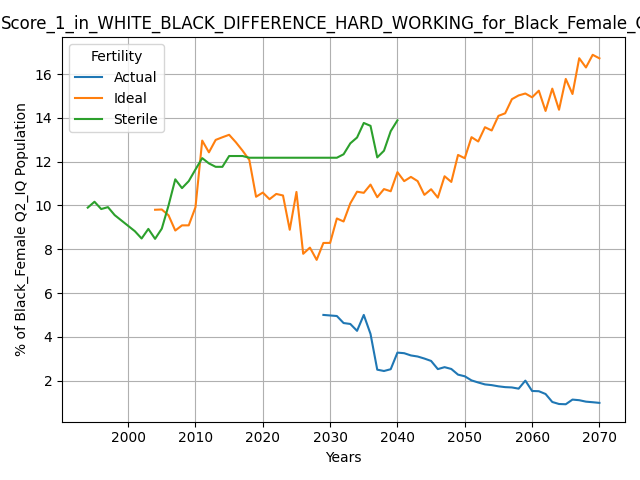 Score_1_in_WHITE_BLACK_DIFFERENCE_HARD_WORKING_for_Black_Female_
Fertility
Actual
Ideal
Sterile
% of Black_Female Q2_IQ Population
16
14
12
10
8
6
4
2
2000 2010 2020 2030 2040 2050 2060 2070
Years